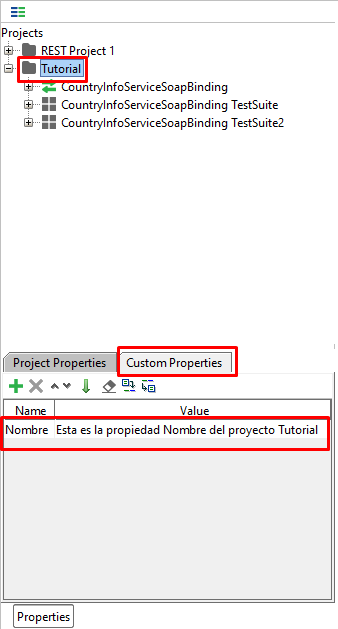 Projects
REST Project 1
Tutorial
CountryInfoServiceSoapBinding
CountryInfoServiceSoapBinding TestSuite
CountryInfoServiceSoapBinding TestSuite2
Project Properties Custom Properties
Name Value
Nombre Esta es la propiedad Nombre del proyecto Tutorial
Properties